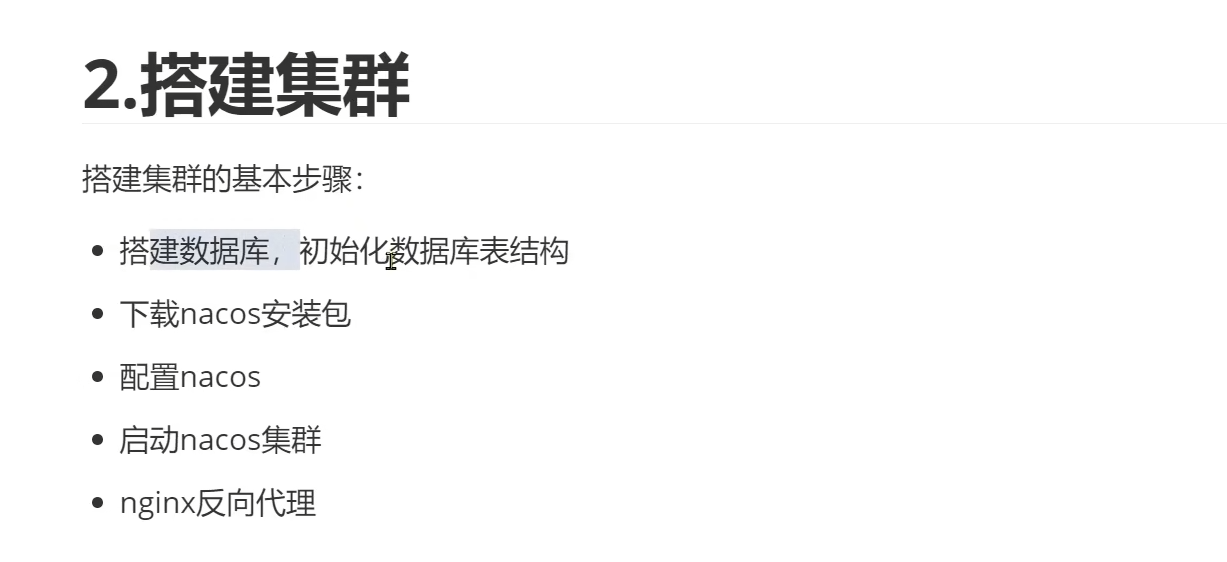 2.搭建集群
搭建集群的基本步骤：
搭建数据库，初始化数据库表结构
下载nacos安装包
配置nacos
启动nacos集群
nginx反向代理